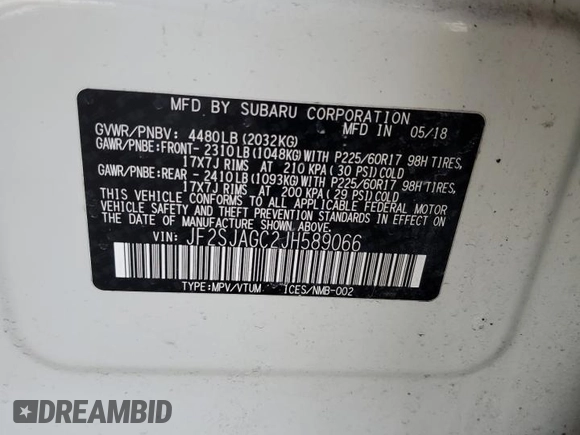 MFD BY SUBARU CORPORATION
GVWR/PNBV: 4480LB(2032KG) MFD IN 05/18
GAWR/PNBE:FRONT- 2310LB(1048KG)WITH P225/60R17 98H TIRES,
17X7J RIMS AT 210KPA(30 PSI)COLD
GAWR/PNBE:REAR - 2410LB(1093KG)WITH P225/60R17 98H TIRES,
17X7J RIMS AT 200KPA(29 PSI)COLD
THIS VEHICLE CONFORMS TO ALL APPLICABLE FEDERAL MOTOR
VEHICLE SAFETY AND THEFT PREVENTION STANDARDS IN EFFECT
ON THE DATE OF MANUFACTURE SHOWN ABOVE.
VIN: JF2SJAGC2JH589066
TYPE:MPV/VTUM ICES/NMB-002
DREAMBID